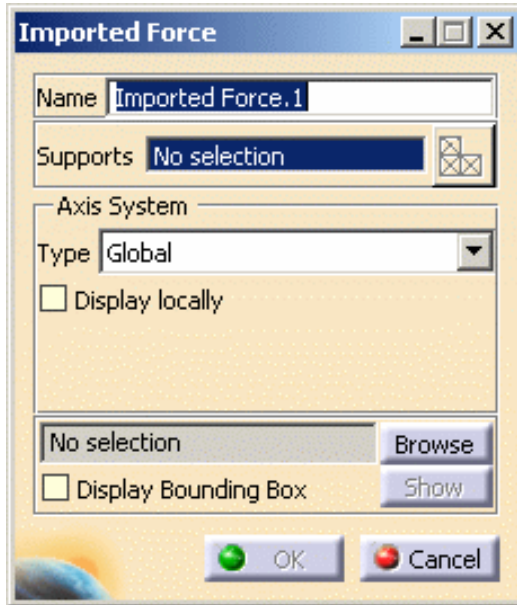 Imported Force
Name Imported Force.1
Supports No selection
Axis System
Type Global
Display locally
No selection Browse
Display Bounding Box Show
OK Cancel